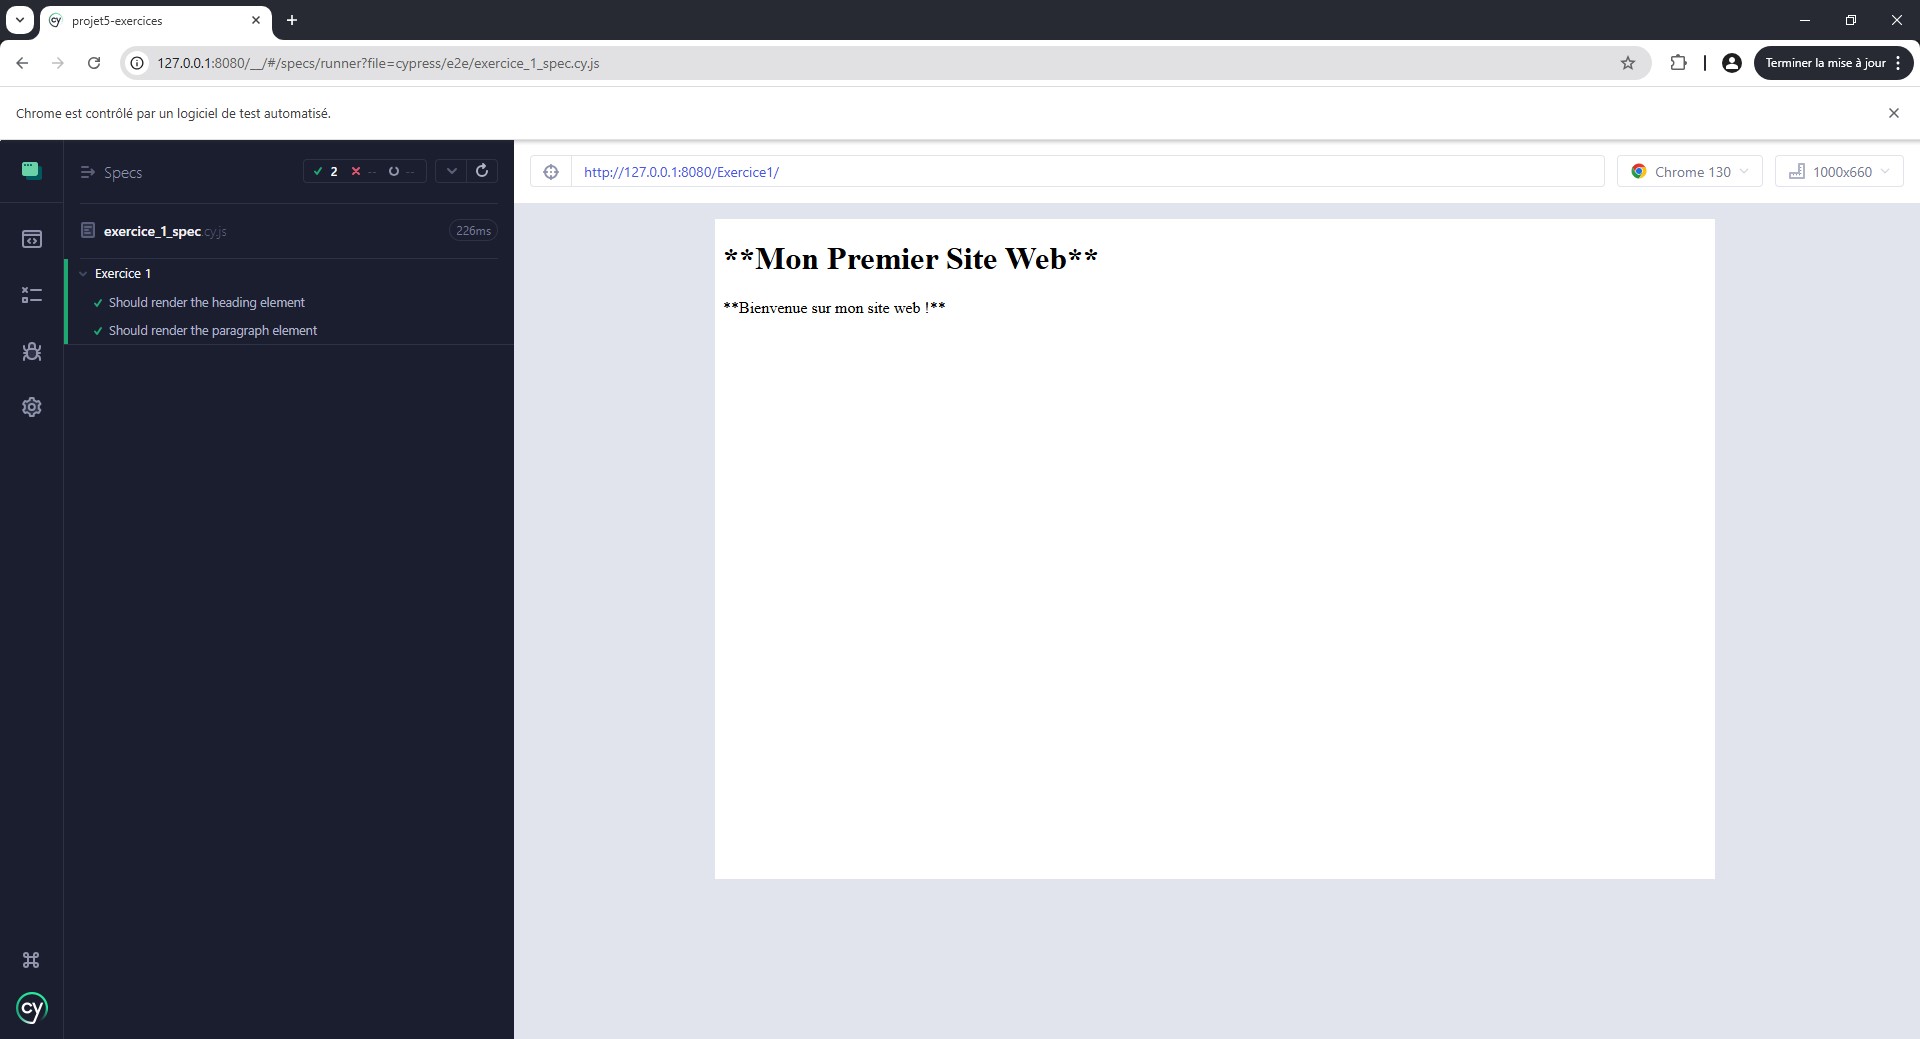 projet5-exercices
127.0.0.1:8080/__/#/specs/runner?file=cypress/e2e/exercice_1_spec.cy.js
Terminer la mise à jour
Chrome est contrôlé par un logiciel de test automatisé.
Specs
2 -- --
http://127.0.0.1:8080/Exercice1/
Chrome 130
1000x660
exercice_1_spec.cy.js
226ms
Exercice 1
Should render the heading element
Should render the paragraph element
**Mon Premier Site Web**
**Bienvenue sur mon site web !**
cy